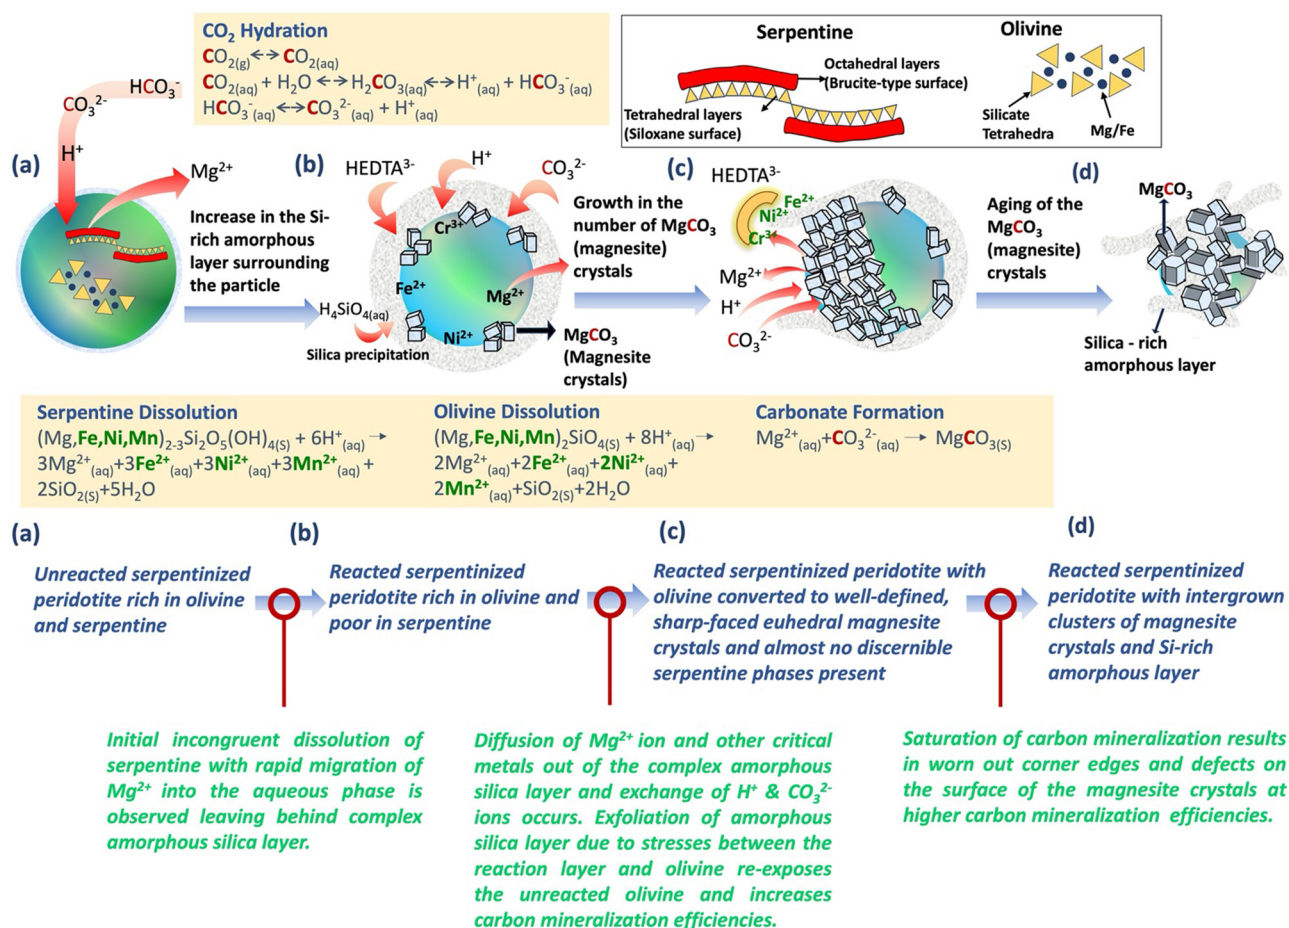 CO₂ Hydration
CO₂(g) ↔ CO₂(aq)
CO₂(aq) + H₂O ↔ H₂CO₃(aq) ↔ H⁺(aq) + HCO₃⁻(aq)
HCO₃⁻(aq) ↔ CO₃²⁻(aq) + H⁺(aq)
HCO₃⁻
CO₃²⁻
H⁺
Serpentine
Octahedral layers
(Brucite-type surface)
Tetrahedral layers
(Siloxane surface)
Olivine
Silicate
Tetrahedra
Mg/Fe
(a)
Mg²⁺
Increase in the Si-
rich amorphous
layer surrounding
the particle
(b)
HEDTA³⁻
H⁺
CO₃²⁻
Cr³⁺
Fe²⁺
Mg²⁺
Ni²⁺
H₄SiO₄(aq)
Silica precipitation
Growth in the
number of MgCO₃
(magnesite)
crystals
MgCO₃
(Magnesite
crystals)
(c)
HEDTA³⁻
Fe²⁺
Ni²⁺
Cr³⁺
Mg²⁺
H⁺
CO₃²⁻
Aging of the
MgCO₃
(magnesite)
crystals
(d)
MgCO₃
Silica - rich
amorphous layer
Serpentine Dissolution
(Mg,Fe,Ni,Mn)₂₋₃Si₂O₅(OH)₄(S) + 6H⁺(aq) →
3Mg²⁺(aq)+3Fe²⁺(aq)+3Ni²⁺(aq)+3Mn²⁺(aq) +
2SiO₂(S)+5H₂O
Olivine Dissolution
(Mg,Fe,Ni,Mn)₂SiO₄(S) + 8H⁺(aq) →
2Mg²⁺(aq)+2Fe²⁺(aq)+2Ni²⁺(aq)+
2Mn²⁺(aq)+SiO₂(S)+2H₂O
Carbonate Formation
Mg²⁺(aq)+CO₃²⁻(aq) → MgCO₃(S)
(a)
Unreacted serpentinized
peridotite rich in olivine
and serpentine
(b)
Reacted serpentinized
peridotite rich in olivine and
poor in serpentine
(c)
Reacted serpentinized peridotite with
olivine converted to well-defined,
sharp-faced euhedral magnesite
crystals and almost no discernible
serpentine phases present
(d)
Reacted serpentinized
peridotite with intergrown
clusters of magnesite
crystals and Si-rich
amorphous layer
Initial incongruent dissolution of
serpentine with rapid migration of
Mg²⁺ into the aqueous phase is
observed leaving behind complex
amorphous silica layer.
Diffusion of Mg²⁺ ion and other critical
metals out of the complex amorphous
silica layer and exchange of H⁺ & CO₃²⁻
ions occurs. Exfoliation of amorphous
silica layer due to stresses between the
reaction layer and olivine re-exposes
the unreacted olivine and increases
carbon mineralization efficiencies.
Saturation of carbon mineralization results
in worn out corner edges and defects on
the surface of the magnesite crystals at
higher carbon mineralization efficiencies.